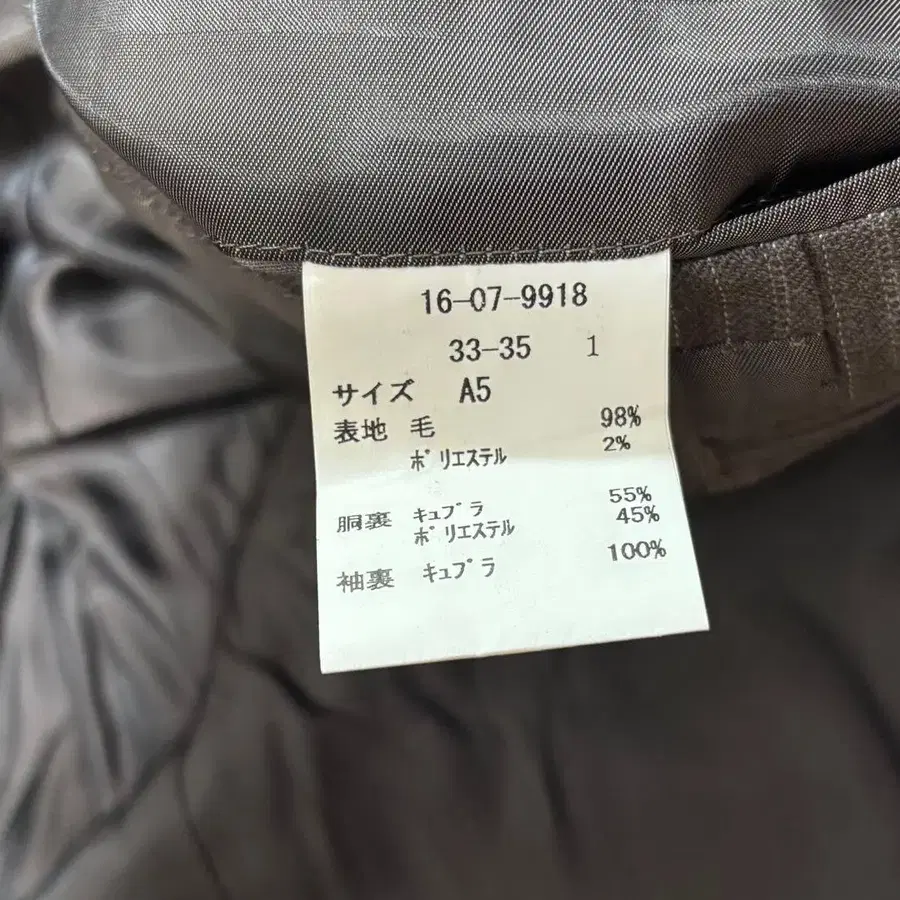 16-07-9918
33-35 1
サイズ A5
表地 毛 98%
ポリエステル 2%
胴裏 キュプラ 55%
ポリエステル 45%
袖裏 キュプラ 100%